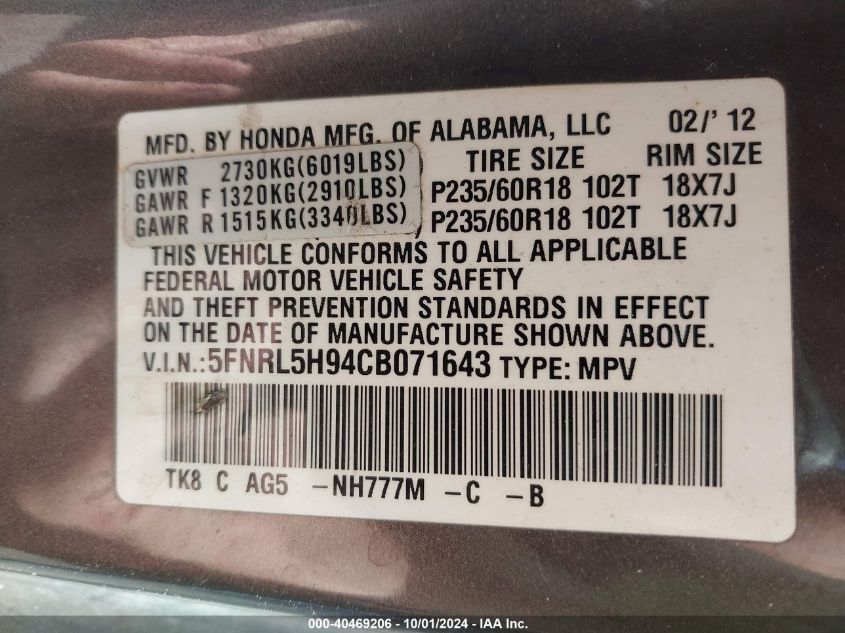 MFD. BY HONDA MFG. OF ALABAMA, LLC 02/' 12
GVWR 2730KG(6019LBS) TIRE SIZE RIM SIZE
GAWR F 1320KG(2910LBS) P235/60R18 102T 18X7J
GAWR R 1515KG(3340LBS) P235/60R18 102T 18X7J
THIS VEHICLE CONFORMS TO ALL APPLICABLE
FEDERAL MOTOR VEHICLE SAFETY
AND THEFT PREVENTION STANDARDS IN EFFECT
ON THE DATE OF MANUFACTURE SHOWN ABOVE.
V.I.N.:5FNRL5H94CB071643 TYPE: MPV
TK8 C AG5 -NH777M -C -B
000-40469206 - 10/01/2024 - IAA Inc.